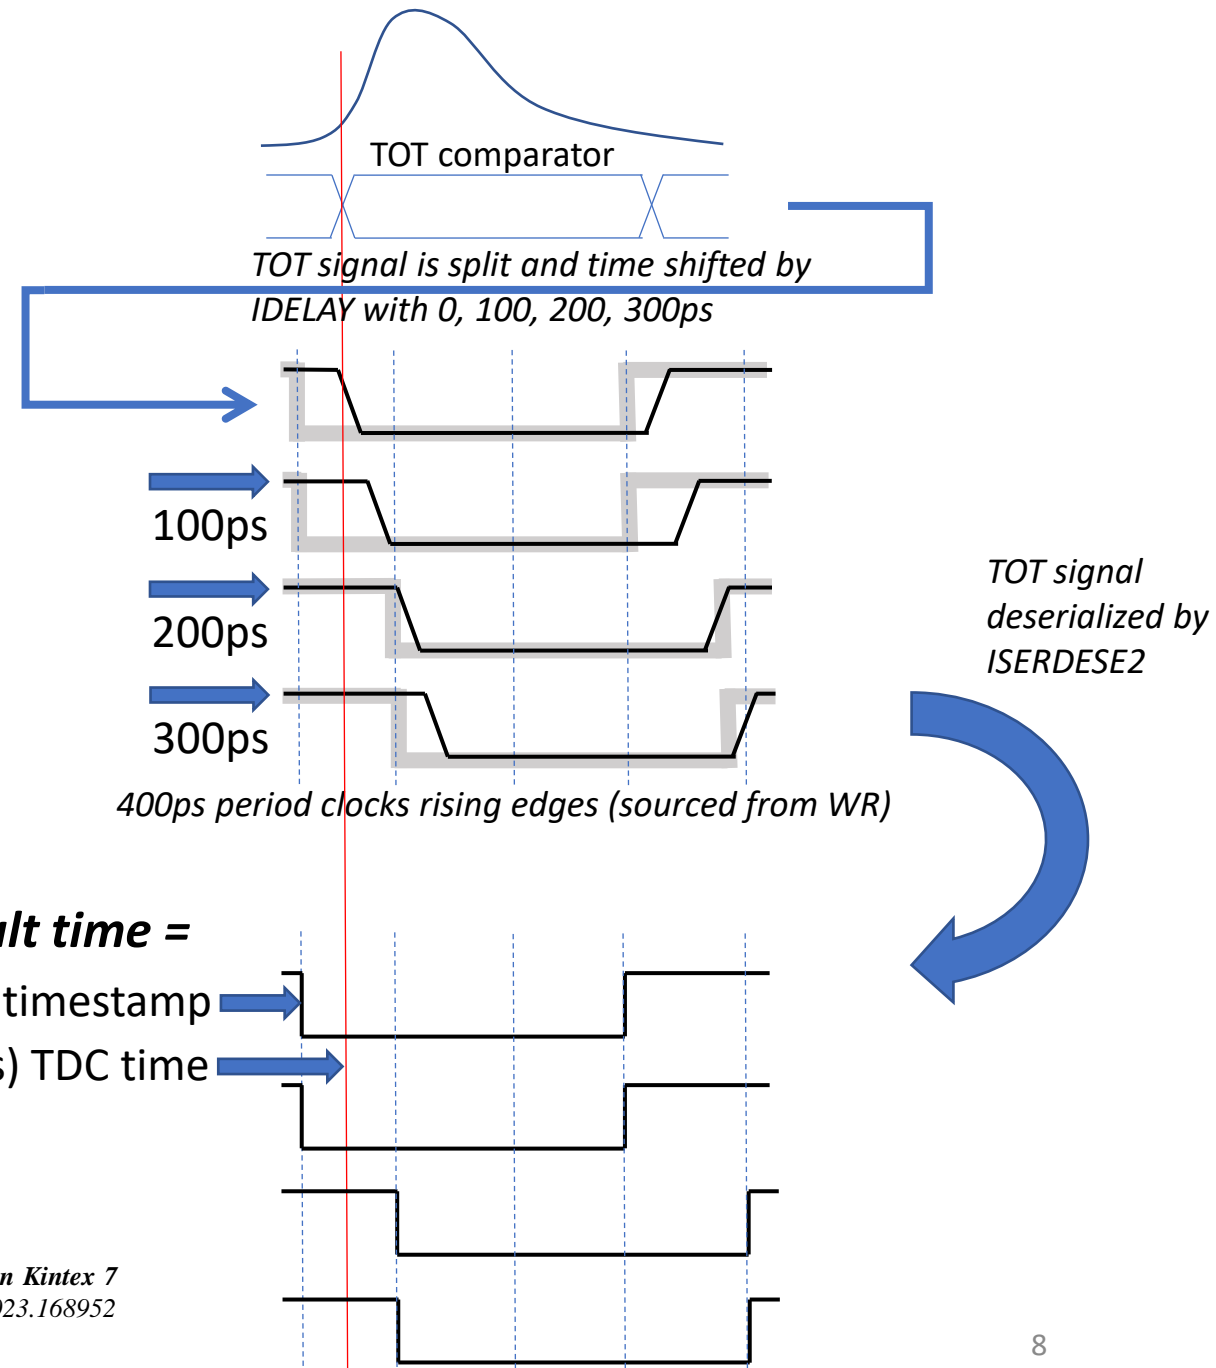 TOT comparator
TOT signal is split and time shifted by
IDELAY with 0, 100, 200, 300ps
100ps
200ps
300ps
TOT signal
deserialized by
ISERDESE2
400ps period clocks rising edges (sourced from WR)
ult time =
timestamp
s) TDC time
n Kintex 7
023.168952
8